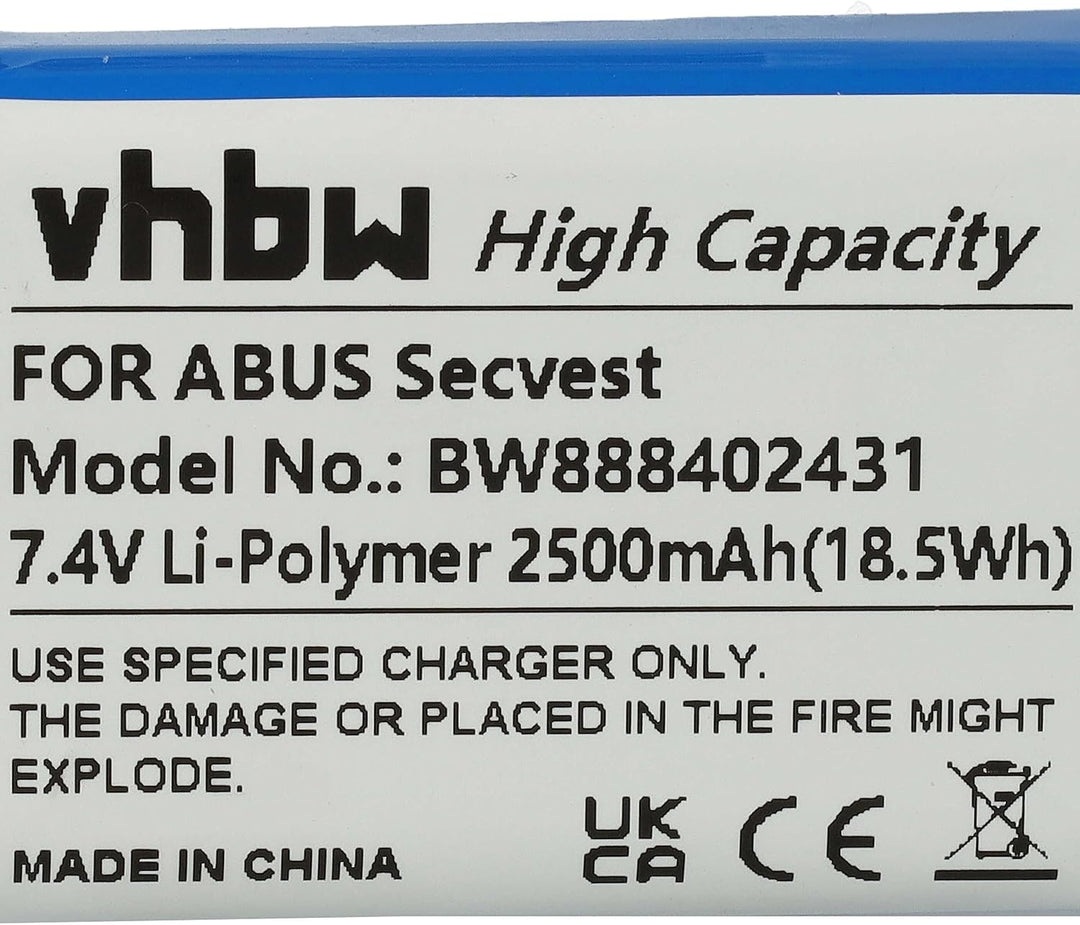 vhbw High Capacity
FOR ABUS Secvest
Model No.: BW888402431
7.4V Li-Polymer 2500mAh(18.5Wh)
USE SPECIFIED CHARGER ONLY.
THE DAMAGE OR PLACED IN THE FIRE MIGHT
EXPLODE.
MADE IN CHINA
UK
CA CE